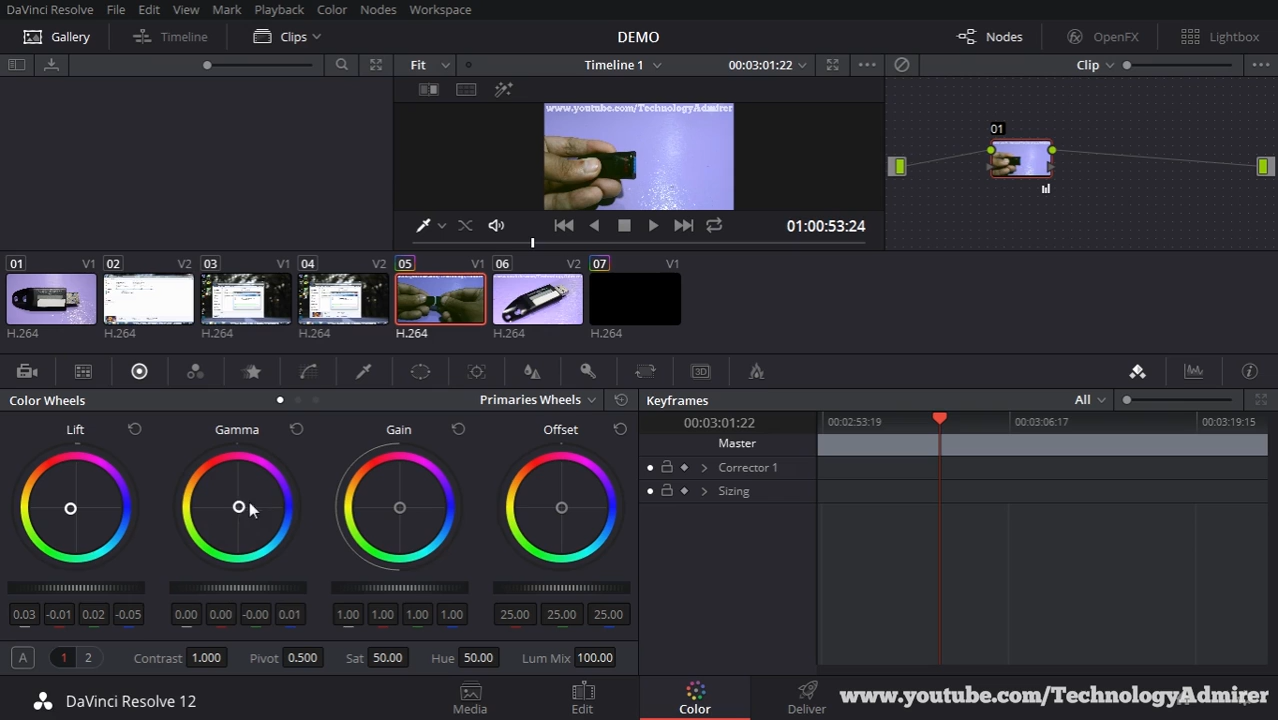 DaVinci Resolve File Edit View Mark Playback Color Nodes Workspace
Gallery Timeline Clips DEMO Nodes OpenFX Lightbox
Fit Timeline 1 00:03:01:22 Clip
www.youtube.com/TechnologyAdmirer
01
01:00:53:24
01 V1 02 V2 03 V1 04 V2 05 V1 06 V2 07 V1
H.264 H.264 H.264 H.264 H.264 H.264 H.264
3D
Color Wheels Primaries Wheels Keyframes All
Lift Gamma Gain Offset
00:03:01:22 00:02:53:19 00:03:06:17 00:03:19:15
Master
Corrector 1
Sizing
0.03 -0.01 0.02 -0.05 0.00 0.00 -0.00 0.01 1.00 1.00 1.00 1.00 25.00 25.00 25.00
A 1 2 Contrast 1.000 Pivot 0.500 Sat 50.00 Hue 50.00 Lum Mix 100.00
DaVinci Resolve 12 Media Edit Color Deliver
www.youtube.com/TechnologyAdmirer